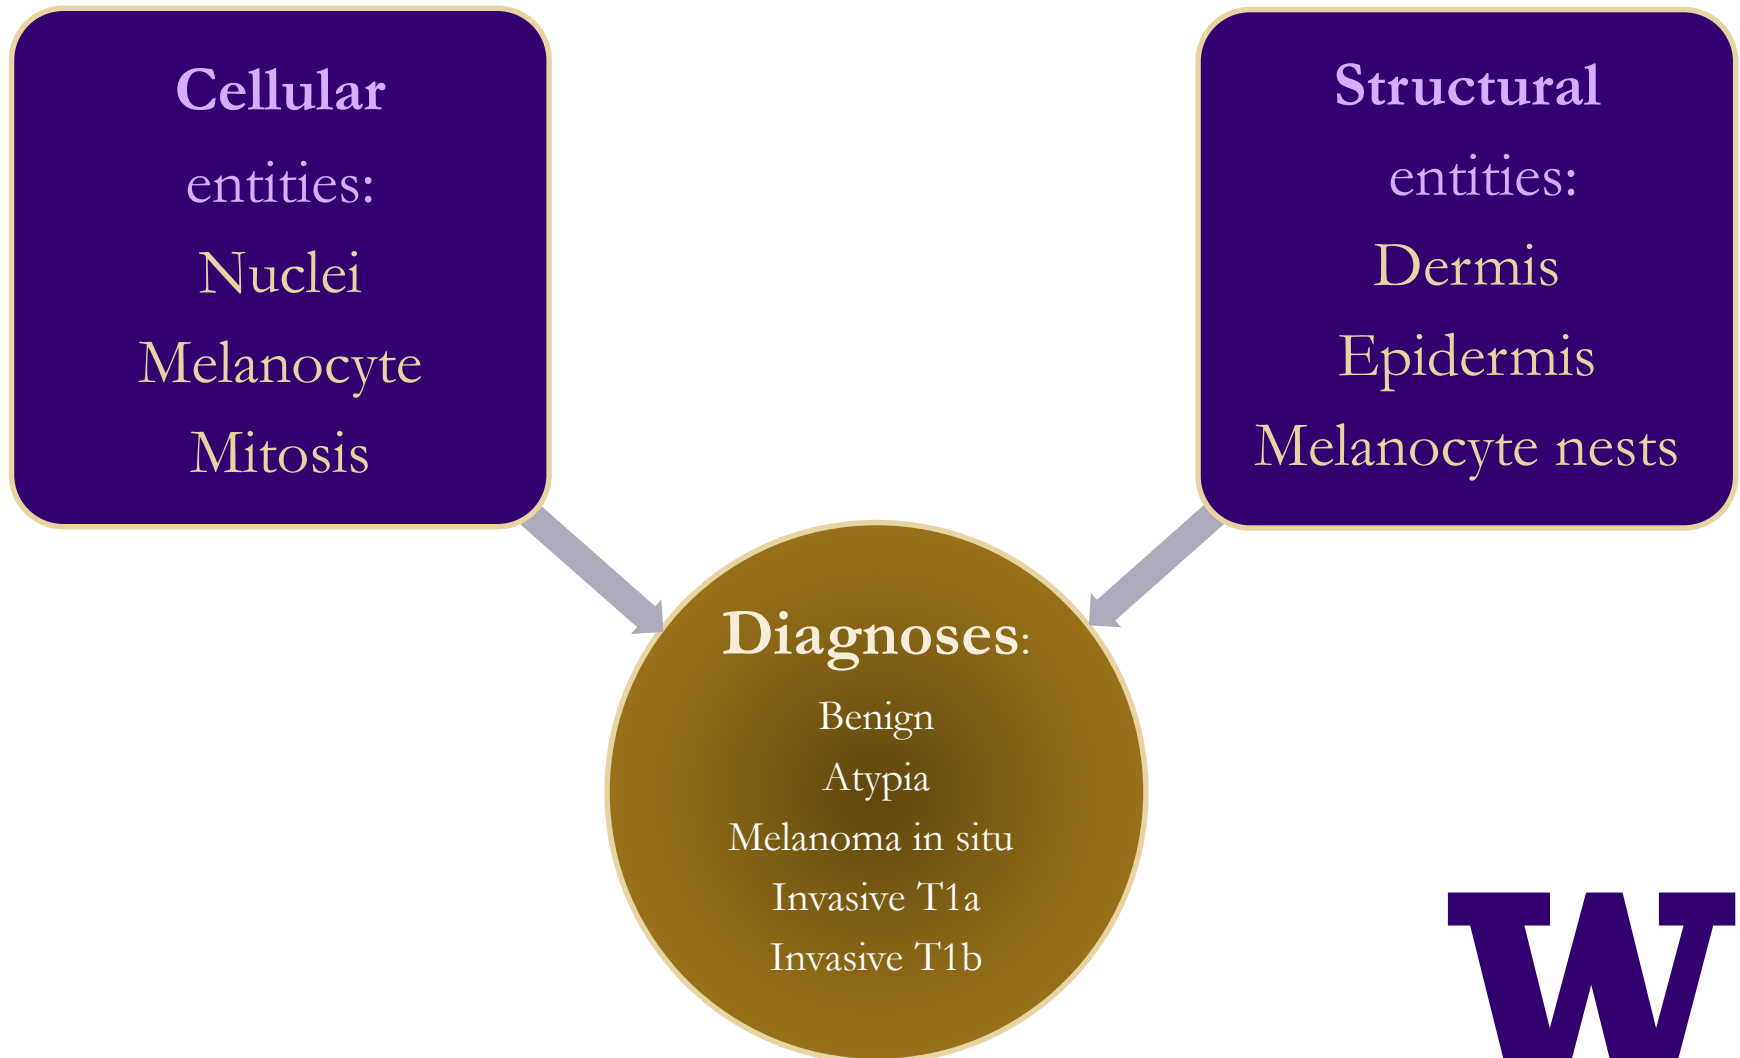 Cellular
entities:
Nuclei
Melanocyte
Mitosis
Structural
entities:
Dermis
Epidermis
Melanocyte nests
Diagnoses:
Benign
Atypia
Melanoma in situ
Invasive T1a
Invasive T1b
W